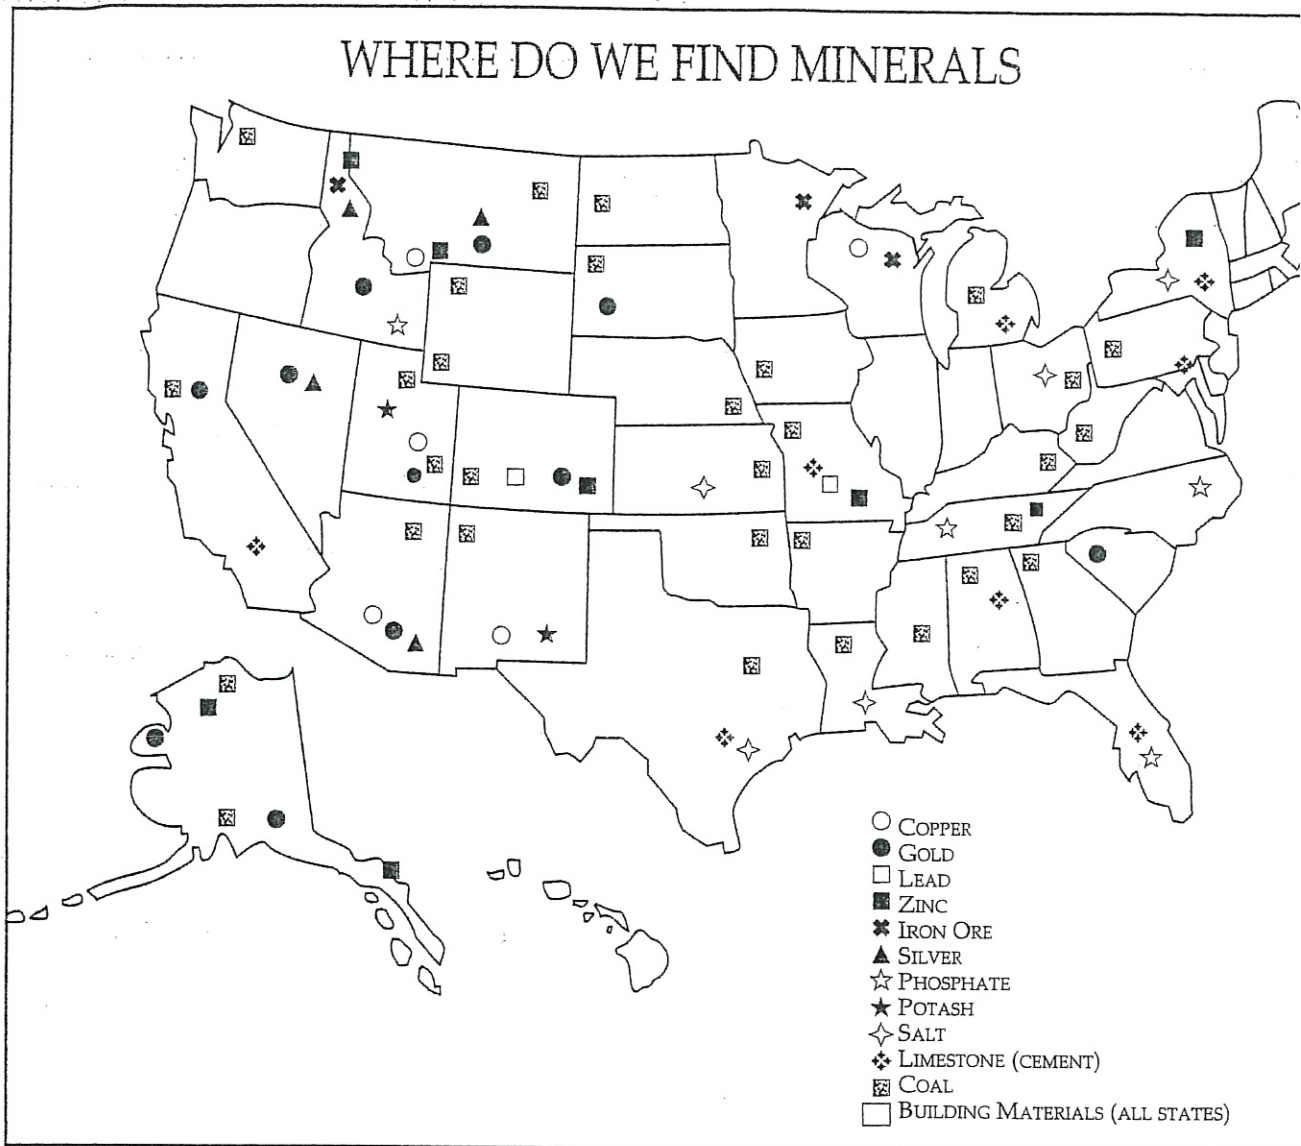 WHERE DO WE FIND MINERALS
COPPER
GOLD
LEAD
ZINC
IRON ORE
SILVER
PHOSPHATE
POTASH
SALT
LIMESTONE (CEMENT)
COAL
BUILDING MATERIALS (ALL STATES)